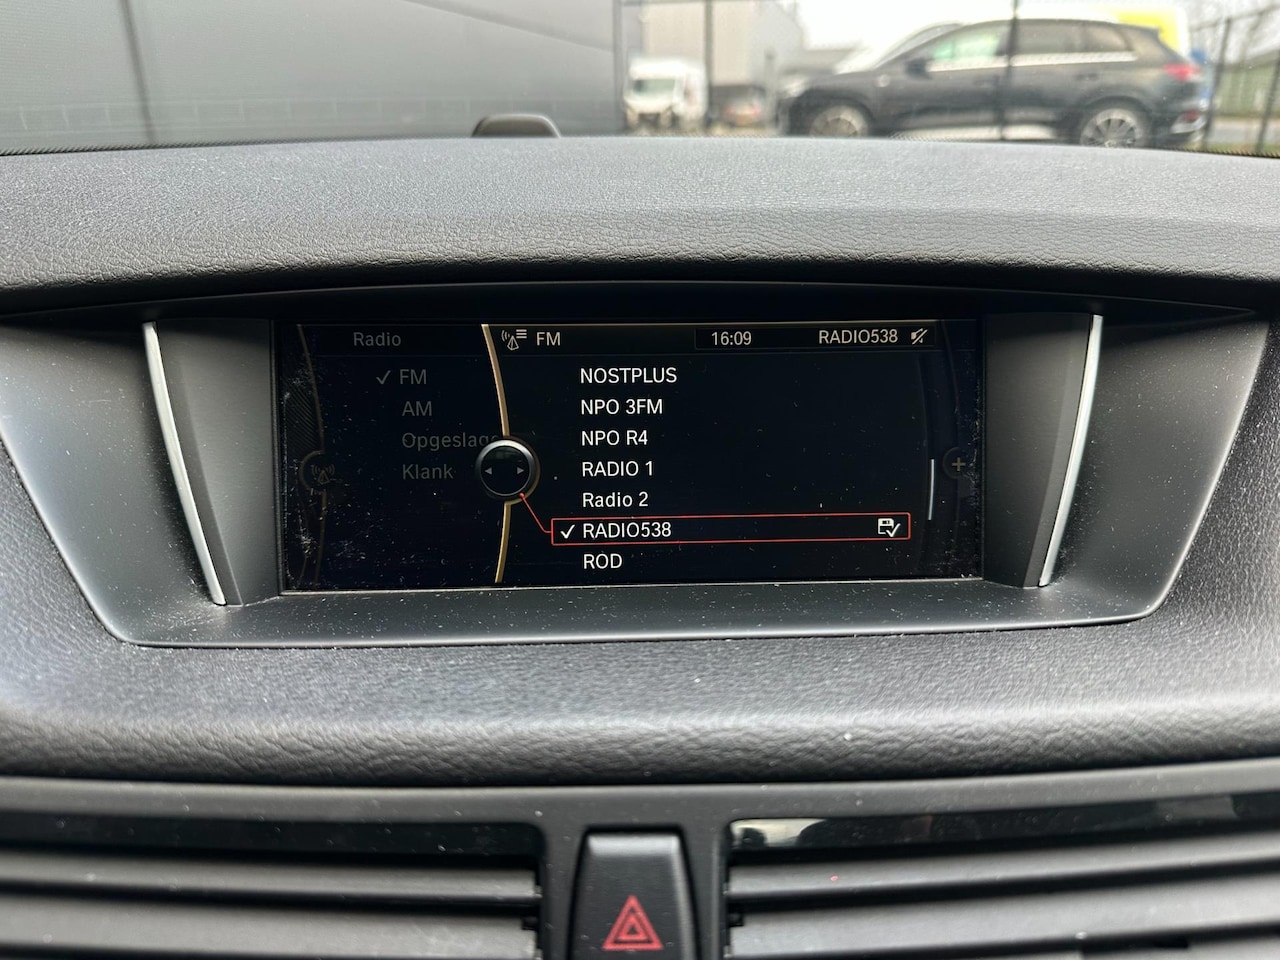 Radio
FM
16:09
RADIO538
✓ FM
AM
Opgeslage
Klank
NOSTPLUS
NPO 3FM
NPO R4
RADIO 1
Radio 2
✓ RADIO538
ROD